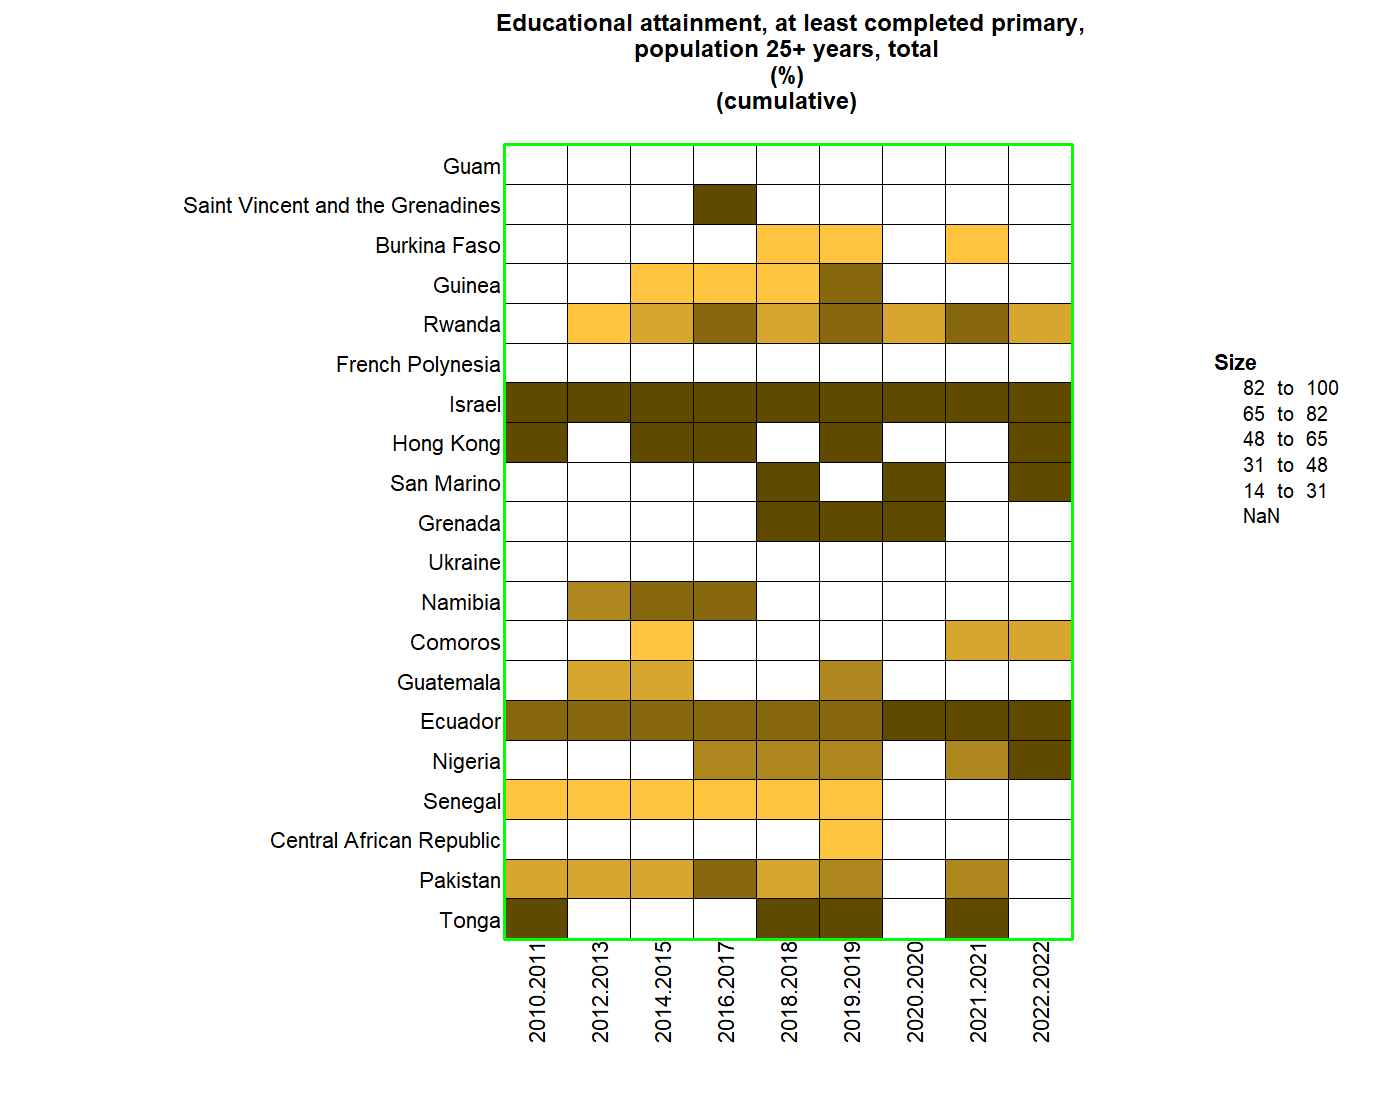 Educational attainment, at least completed primary,
population 25+ years, total
(%)
(cumulative)
Guam
Saint Vincent and the Grenadines
Burkina Faso
Guinea
Rwanda
French Polynesia
Israel
Hong Kong
San Marino
Grenada
Ukraine
Namibia
Comoros
Guatemala
Ecuador
Nigeria
Senegal
Central African Republic
Pakistan
Tonga
2010.2011
2012.2013
2014.2015
2016.2017
2018.2018
2019.2019
2020.2020
2021.2021
2022.2022
Size
82 to 100
65 to 82
48 to 65
31 to 48
14 to 31
NaN